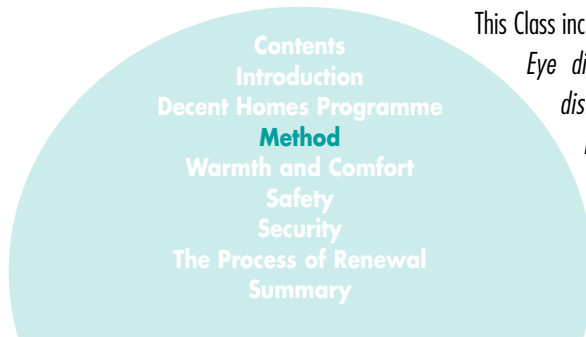 Contents
Introduction
Decent Homes Programme
Method
Warmth and Comfort
Safety
Security
The Process of Renewal
Summary
This Class inc
Eye di
dis